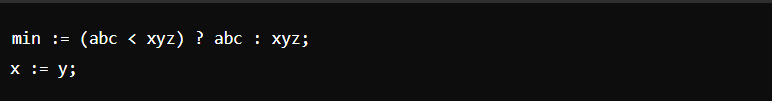 min := (abc < xyz) ? abc : xyz;
x := y;